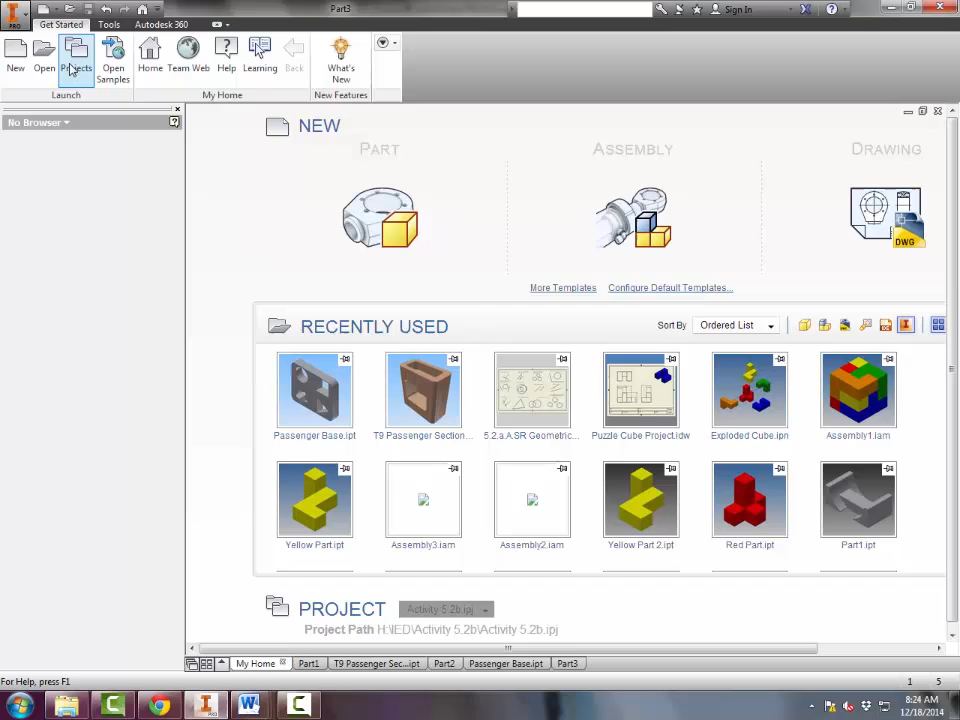 PRO
Part3
Sign In
Get Started
Tools
Autodesk 360
New
Open
Projects
Open Samples
Home
Team Web
Help
Learning
Back
What's New
Launch
My Home
New Features
No Browser
NEW
PART
ASSEMBLY
DRAWING
DWG
More Templates
Configure Default Templates...
RECENTLY USED
Sort By
Ordered List
Passenger Base.ipt
T9 Passenger Section...
5.2.a.A.SR Geometric...
Puzzle Cube Project.idw
Exploded Cube.ipn
Assembly1.iam
Yellow Part.ipt
Assembly3.iam
Assembly2.iam
Yellow Part 2.ipt
Red Part.ipt
Part1.ipt
PROJECT
Activity 5.2b.ipj
Project Path H:\IED\Activity 5.2b\Activity 5.2b.ipj
My Home
Part1
T9 Passenger Sec...ipt
Part2
Passenger Base.ipt
Part3
For Help, press F1
1
5
8:24 AM
12/18/2014